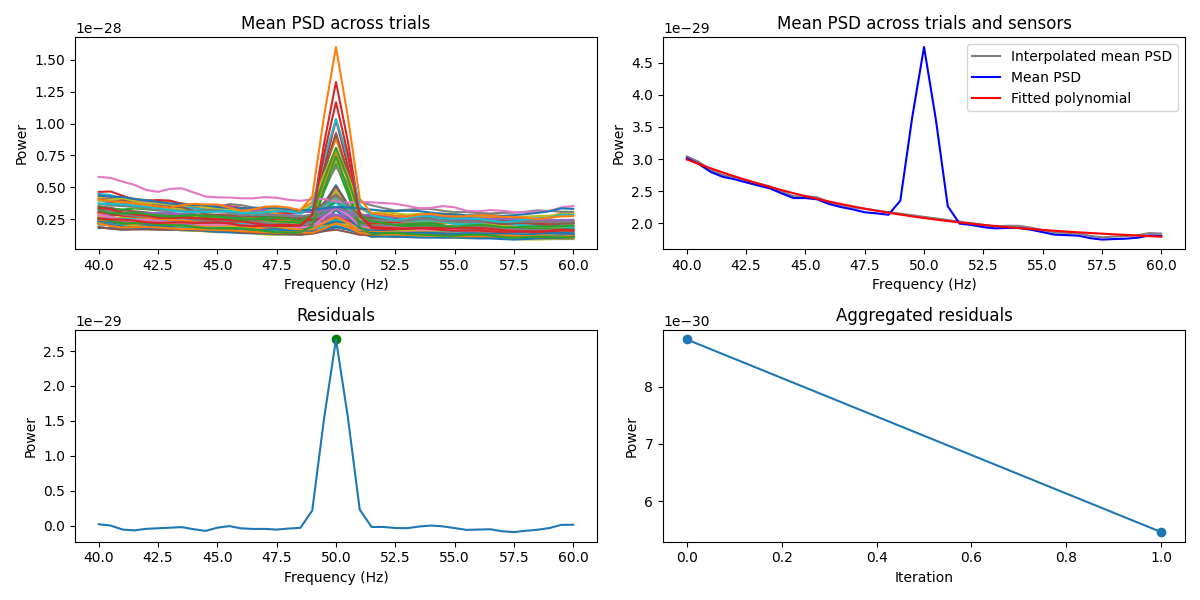 Mean PSD across trials
1e−28
1.50
1.25
1.00
0.75
0.50
0.25
Power
40.0 42.5 45.0 47.5 50.0 52.5 55.0 57.5 60.0
Frequency (Hz)
Mean PSD across trials and sensors
1e−29
4.5
4.0
3.5
3.0
2.5
2.0
Power
Interpolated mean PSD
Mean PSD
Fitted polynomial
40.0 42.5 45.0 47.5 50.0 52.5 55.0 57.5 60.0
Frequency (Hz)
Residuals
1e−29
2.5
2.0
1.5
1.0
0.5
0.0
Power
40.0 42.5 45.0 47.5 50.0 52.5 55.0 57.5 60.0
Frequency (Hz)
Aggregated residuals
1e−30
8
7
6
Power
0.0 0.2 0.4 0.6 0.8 1.0
Iteration